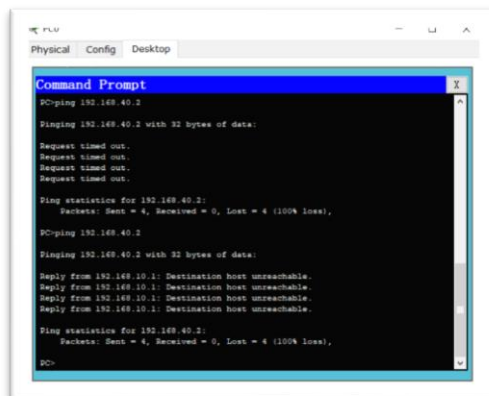 PC0
Physical Config Desktop
Command Prompt X
PC>ping 192.168.40.2
Pinging 192.168.40.2 with 32 bytes of data:
Request timed out.
Request timed out.
Request timed out.
Request timed out.
Ping statistics for 192.168.40.2:
Packets: Sent = 4, Received = 0, Lost = 4 (100% loss),
PC>ping 192.168.40.2
Pinging 192.168.40.2 with 32 bytes of data:
Reply from 192.168.10.1: Destination host unreachable.
Reply from 192.168.10.1: Destination host unreachable.
Reply from 192.168.10.1: Destination host unreachable.
Reply from 192.168.10.1: Destination host unreachable.
Ping statistics for 192.168.40.2:
Packets: Sent = 4, Received = 0, Lost = 4 (100% loss),
PC>